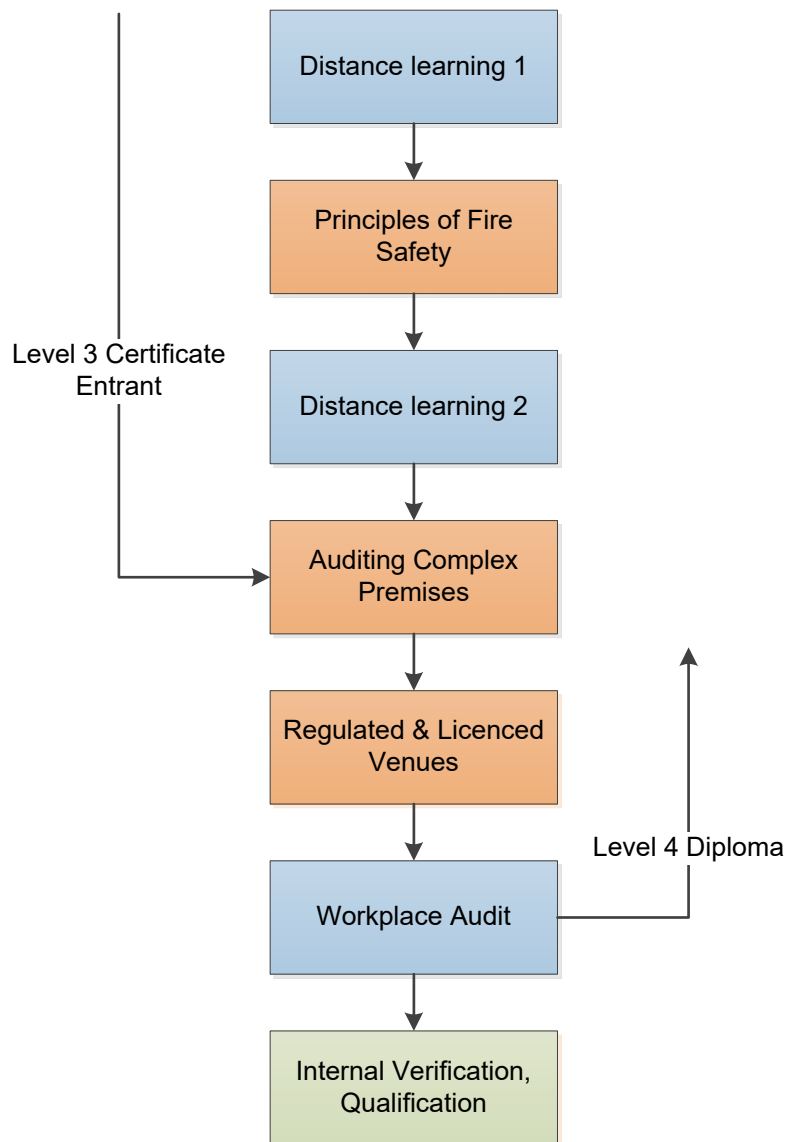 Distance learning 1
Principles of Fire
Safety
Level 3 Certificate
Entrant
Distance learning 2
Auditing Complex
Premises
Regulated & Licenced
Venues
Level 4 Diploma
Workplace Audit
Internal Verification,
Qualification